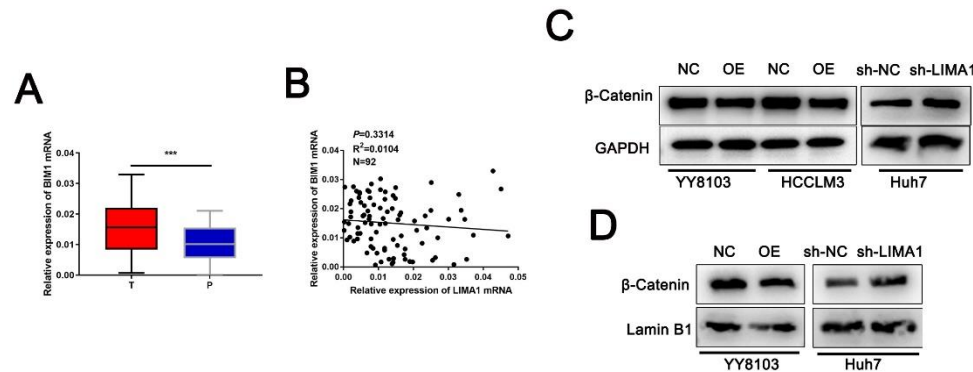 A
Relative expression of BIM1 mRNA
0.04
0.03
0.02
0.01
0.00
***
T P
B
P=0.3314
R²=0.0104
N=92
Relative expression of BIM1 mRNA
0.04
0.03
0.02
0.01
0.00
0.00 0.01 0.02 0.03 0.04 0.05
Relative expression of LIMA1 mRNA
C
NC OE NC OE sh-NC sh-LIMA1
β-Catenin
GAPDH
YY8103 HCCLM3 Huh7
D
NC OE sh-NC sh-LIMA1
β-Catenin
Lamin B1
YY8103 Huh7